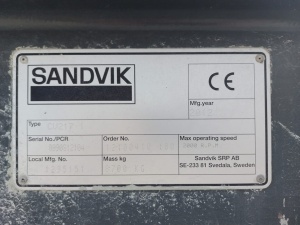 SANDVIK
CE
Mfg.year
Type
Serial No./PCR Order No. Max operating speed
R.P.M.
Local Mfg. No. Mass kg Sandvik SRP AB
SE-233 81 Svedala, Sweden